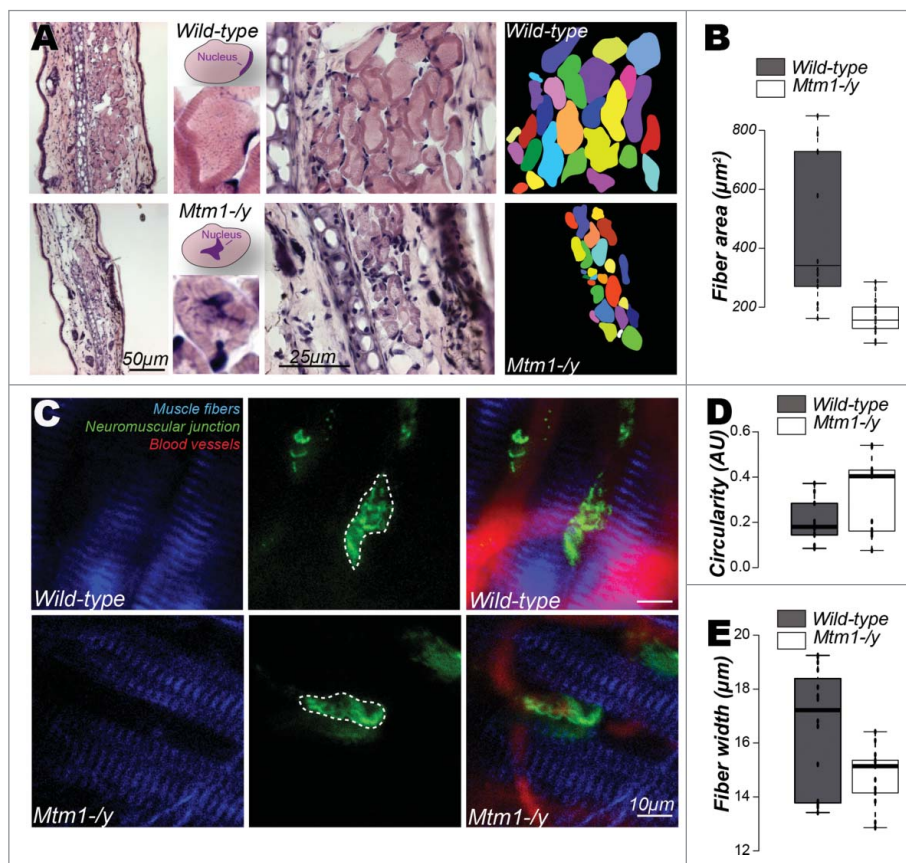 A
Wild-type
Nucleus
Wild-type
Mtm1-/y
Nucleus
50µm
25µm
Mtm1-/y
B
Wild-type
Mtm1-/y
Fiber area (µm²)
800
600
400
200
C
Muscle fibers
Neuromuscular junction
Blood vessels
Wild-type
Wild-type
Mtm1-/y
10µm
Mtm1-/y
D
Wild-type
Mtm1-/y
Circularity (AU)
0.6
0.4
0.2
0.0
E
Wild-type
Mtm1-/y
Fiber width (µm)
20
18
16
14
12